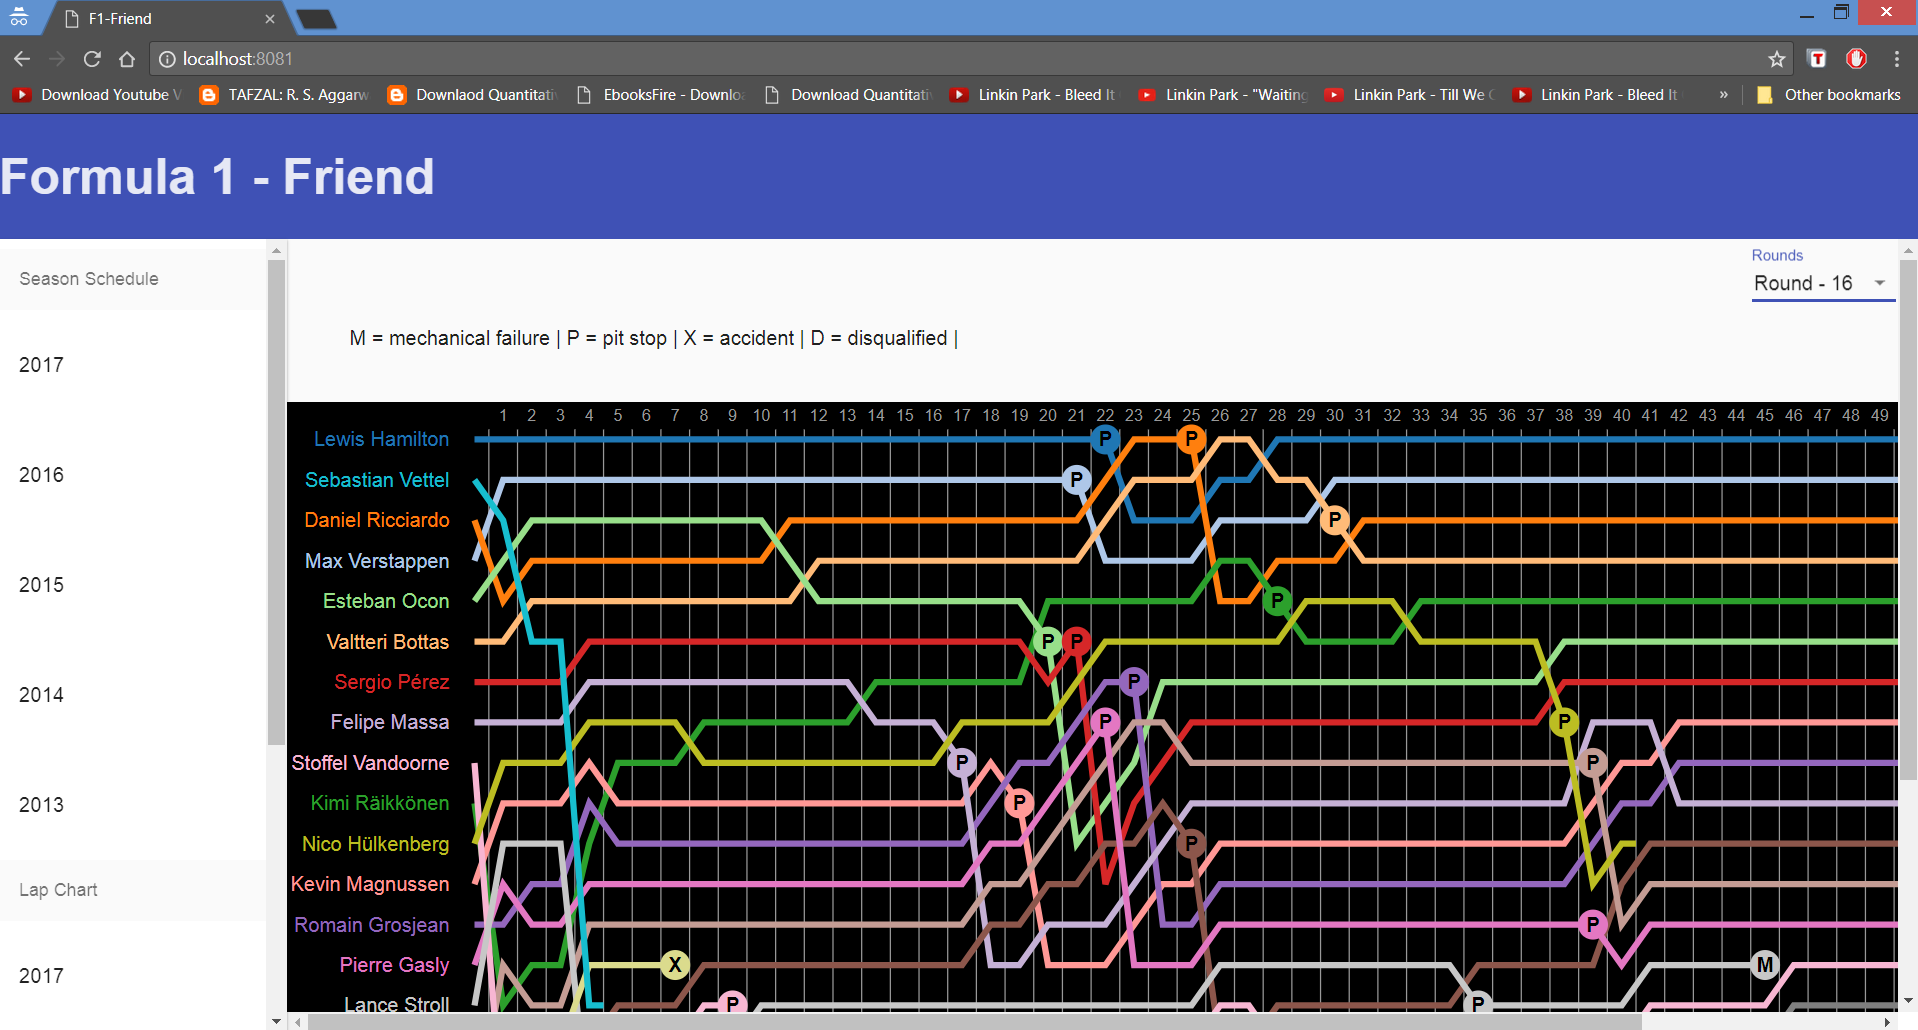 F1-Friend
localhost:8081
Download Youtube V
TAFZAL: R. S. Aggarw
Downlaod Quantitati
EbooksFire - Downlo
Download Quantitati
Linkin Park - Bleed It
Linkin Park - "Waiting
Linkin Park - Till We C
Linkin Park - Bleed It
»
Other bookmarks
Formula 1 - Friend
Season Schedule
2017
2016
2015
2014
2013
Lap Chart
2017
Rounds
Round - 16
M = mechanical failure | P = pit stop | X = accident | D = disqualified |
1 2 3 4 5 6 7 8 9 10 11 12 13 14 15 16 17 18 19 20 21 22 23 24 25 26 27 28 29 30 31 32 33 34 35 36 37 38 39 40 41 42 43 44 45 46 47 48 49
Lewis Hamilton P P
Sebastian Vettel P
Daniel Ricciardo P
Max Verstappen
Esteban Ocon P
Valtteri Bottas P P
Sergio Pérez P
Felipe Massa P P
Stoffel Vandoorne P P
Kimi Räikkönen P
Nico Hülkenberg P
Kevin Magnussen
Romain Grosjean P
Pierre Gasly X M
Lance Stroll P P